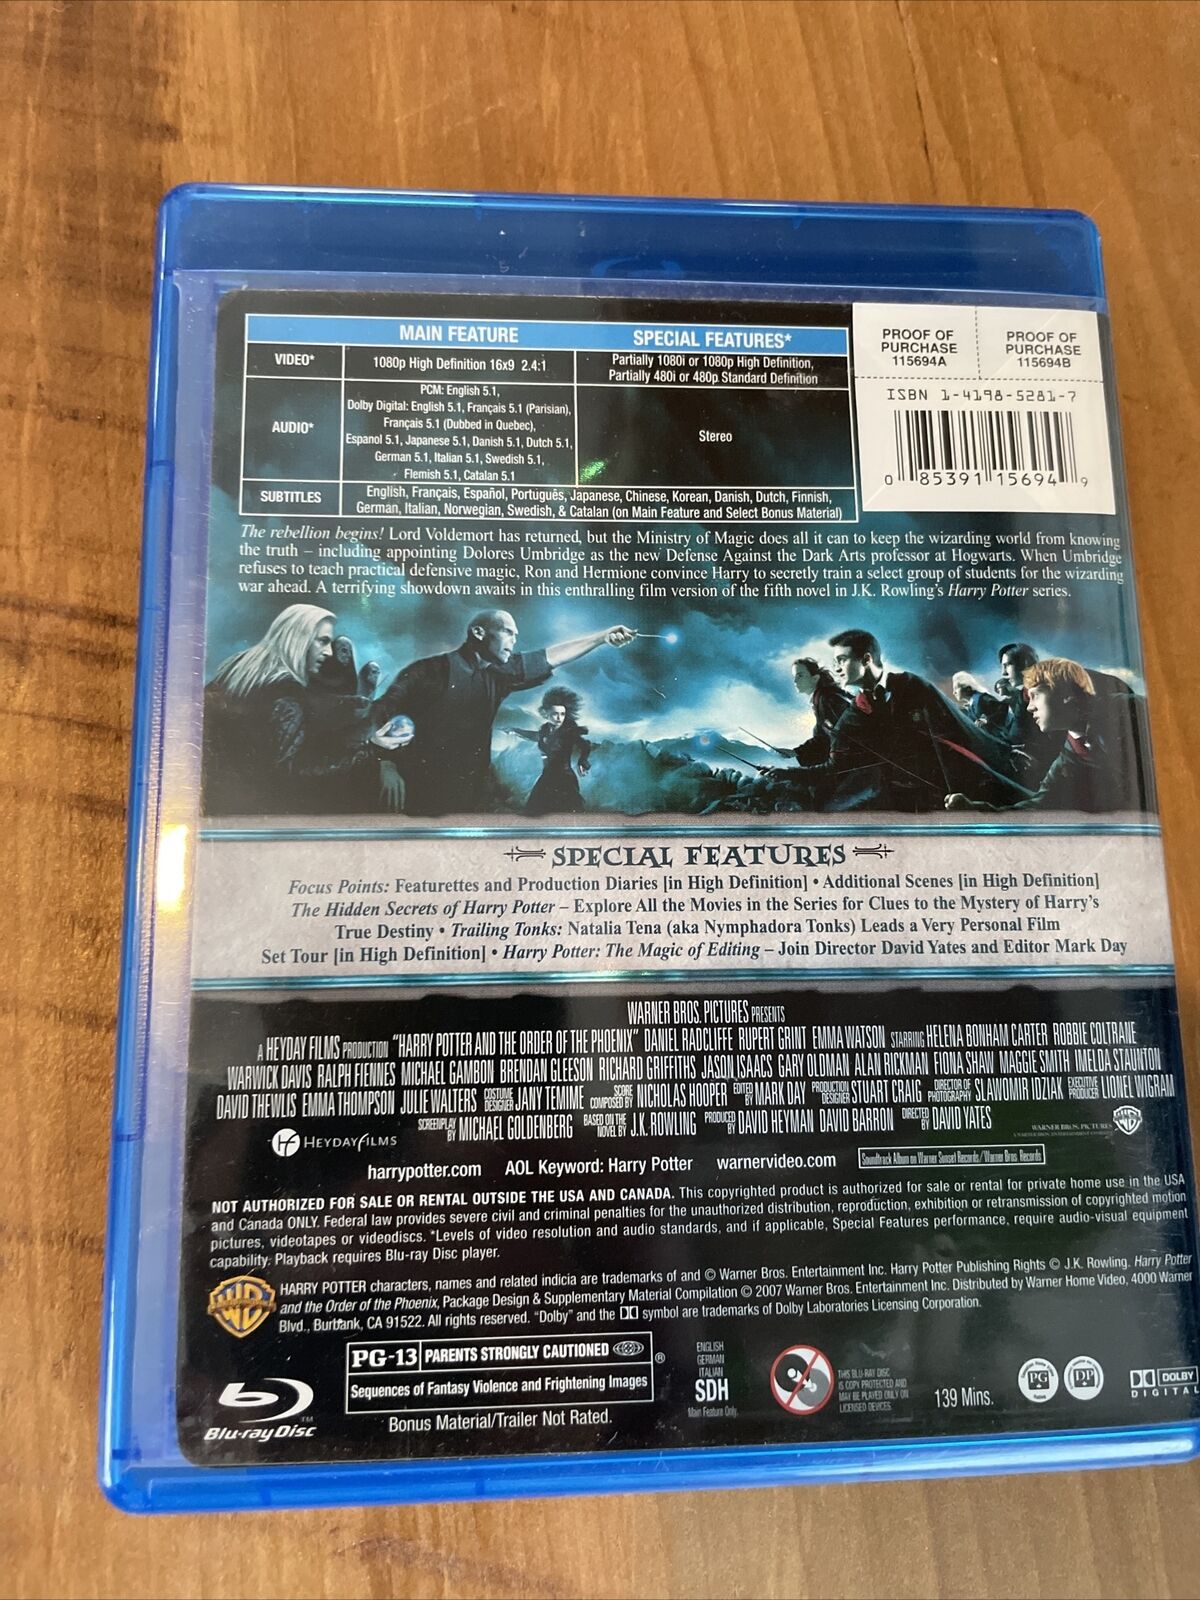 MAIN FEATURE SPECIAL FEATURES*
VIDEO* 1080p High Definition 16x9 2.4:1 Partially 1080i or 1080p High Definition,
Partially 480i or 480p Standard Definition
AUDIO* PCM: English 5.1,
Dolby Digital: English 5.1, Français 5.1 (Parisian),
Français 5.1 (Dubbed in Quebec),
Espanol 5.1, Japanese 5.1, Danish 5.1, Dutch 5.1,
German 5.1, Italian 5.1, Swedish 5.1,
Flemish 5.1, Catalan 5.1
Stereo
SUBTITLES English, Français, Español, Português, Japanese, Chinese, Korean, Danish, Dutch, Finnish,
German, Italian, Norwegian, Swedish, & Catalan (on Main Feature and Select Bonus Material)
PROOF OF
PURCHASE
115694A
PROOF OF
PURCHASE
115694B
ISBN 1-4198-5281-7
0 85391 15694 9
The rebellion begins! Lord Voldemort has returned, but the Ministry of Magic does all it can to keep the wizarding world from knowing
the truth – including appointing Dolores Umbridge as the new Defense Against the Dark Arts professor at Hogwarts. When Umbridge
refuses to teach practical defensive magic, Ron and Hermione convince Harry to secretly train a select group of students for the wizarding
war ahead. A terrifying showdown awaits in this enthralling film version of the fifth novel in J.K. Rowling's Harry Potter series.
SPECIAL FEATURES
Focus Points: Featurettes and Production Diaries [in High Definition] • Additional Scenes [in High Definition]
The Hidden Secrets of Harry Potter – Explore All the Movies in the Series for Clues to the Mystery of Harry's
True Destiny • Trailing Tonks: Natalia Tena (aka Nymphadora Tonks) Leads a Very Personal Film
Set Tour [in High Definition] • Harry Potter: The Magic of Editing – Join Director David Yates and Editor Mark Day
WARNER BROS. PICTURES PRESENTS
A HEYDAY FILMS PRODUCTION "HARRY POTTER AND THE ORDER OF THE PHOENIX" DANIEL RADCLIFFE RUPERT GRINT EMMA WATSON STARRING HELENA BONHAM CARTER ROBBIE COLTRANE
WARWICK DAVIS RALPH FIENNES MICHAEL GAMBON BRENDAN GLEESON RICHARD GRIFFITHS JASON ISAACS GARY OLDMAN ALAN RICKMAN FIONA SHAW MAGGIE SMITH IMELDA STAUNTON
DAVID THEWLIS EMMA THOMPSON JULIE WALTERS COSTUME DESIGNER JANY TEMIME SCORE COMPOSED BY NICHOLAS HOOPER EDITED BY MARK DAY PRODUCTION DESIGNER STUART CRAIG DIRECTOR OF PHOTOGRAPHY SLAWOMIR IDZIAK EXECUTIVE PRODUCER LIONEL WIGRAM
SCREENPLAY BY MICHAEL GOLDENBERG BASED ON THE NOVEL BY J.K. ROWLING PRODUCED BY DAVID HEYMAN DAVID BARRON DIRECTED BY DAVID YATES
HF HEYDAY FILMS
WARNER BROS. PICTURES
harrypotter.com AOL Keyword: Harry Potter warnervideo.com Soundtrack Album on Warner Sunset Records/Warner Bros. Records
NOT AUTHORIZED FOR SALE OR RENTAL OUTSIDE THE USA AND CANADA. This copyrighted product is authorized for sale or rental for private home use in the USA
and Canada ONLY. Federal law provides severe civil and criminal penalties for the unauthorized distribution, reproduction, exhibition or retransmission of copyrighted motion
pictures, videotapes or videodiscs. *Levels of video resolution and audio standards, and if applicable, Special Features performance, require audio-visual equipment
capability. Playback requires Blu-ray Disc player.
HARRY POTTER characters, names and related indicia are trademarks of and © Warner Bros. Entertainment Inc. Harry Potter Publishing Rights © J.K. Rowling. Harry Potter
and the Order of the Phoenix, Package Design & Supplementary Material Compilation © 2007 Warner Bros. Entertainment Inc. Distributed by Warner Home Video, 4000 Warner
Blvd., Burbank, CA 91522. All rights reserved. "Dolby" and the DD symbol are trademarks of Dolby Laboratories Licensing Corporation.
PG-13 PARENTS STRONGLY CAUTIONED ®
Sequences of Fantasy Violence and Frightening Images
Bonus Material/Trailer Not Rated.
Blu-ray Disc ™
ENGLISH
GERMAN
ITALIAN
SDH
Main Feature Only.
THIS BLU-RAY DISC
IS COPY PROTECTED AND
MAY BE PLAYED ONLY ON
LICENSED DEVICES.
139 Mins.
PG
DOLBY
DIGITAL